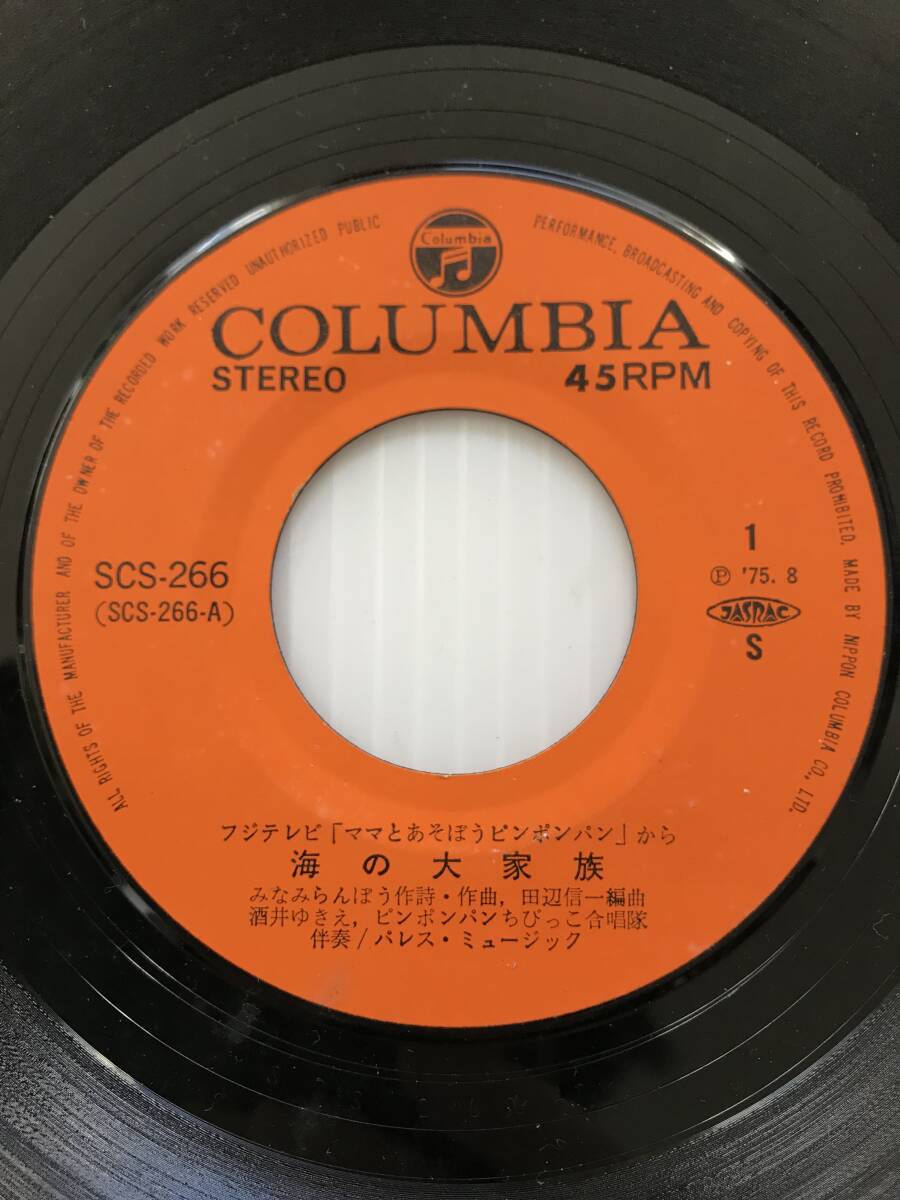 ALL RIGHTS OF THE MANUFACTURER AND OF THE OWNER OF THE RECORDED WORK RESERVED UNAUTHORIZED PUBLIC PERFORMANCE, BROADCASTING AND COPYING OF THIS RECORD PROHIBITED. MADE BY NIPPON COLUMBIA CO., LTD.
Columbia
COLUMBIA
STEREO 45RPM
1
SCS-266 Ⓟ '75. 8
(SCS-266-A) JASRAC
S
フジテレビ「ママとあそぼうピンポンパン」から
海の大家族
みなみらんぼう作詩・作曲, 田辺信一編曲
酒井ゆきえ, ピンポンパンちびっこ合唱隊
伴奏/パレス・ミュージック